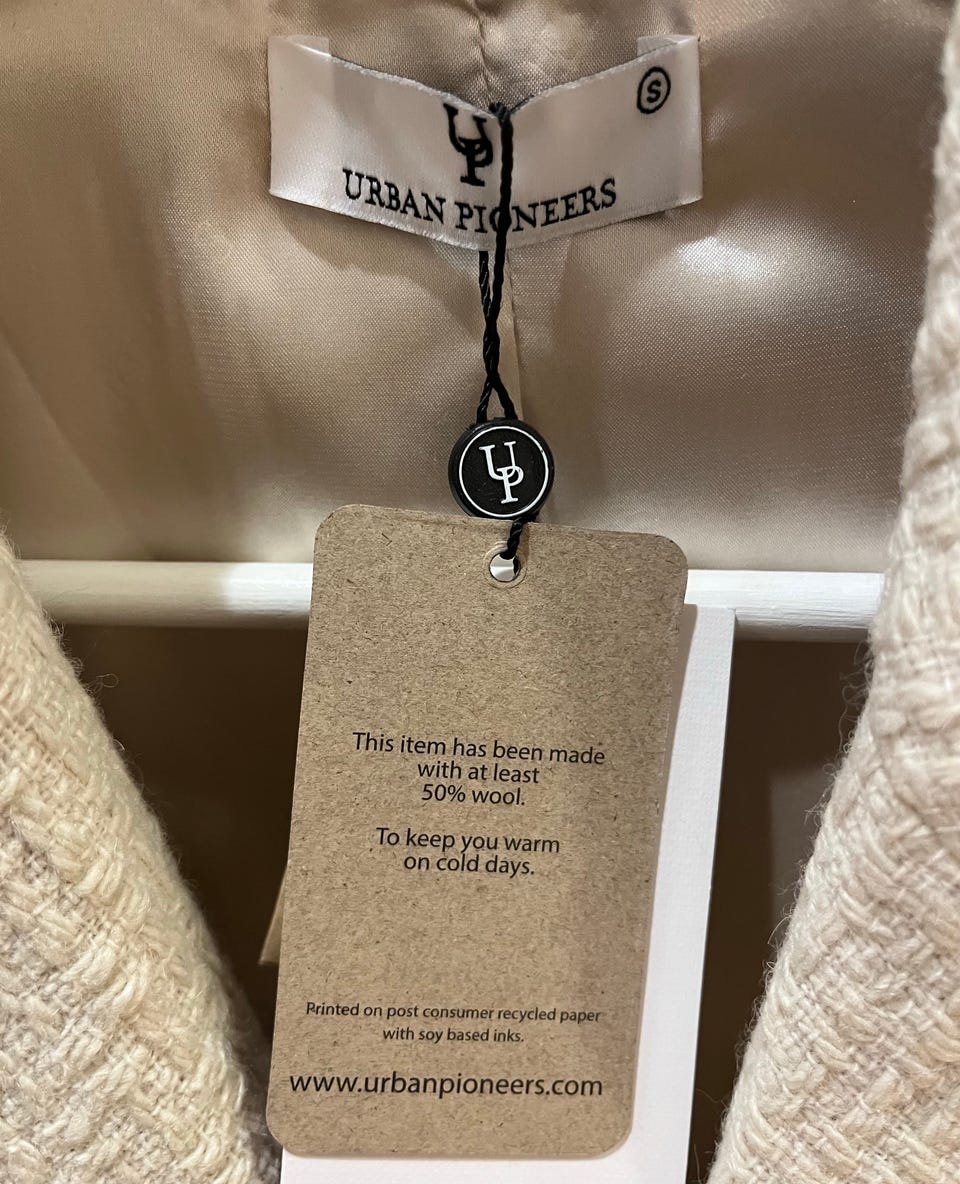 S
UP
URBAN PIONEERS
UP
This item has been made
with at least
50% wool.
To keep you warm
on cold days.
Printed on post consumer recycled paper
with soy based inks.
www.urbanpioneers.com